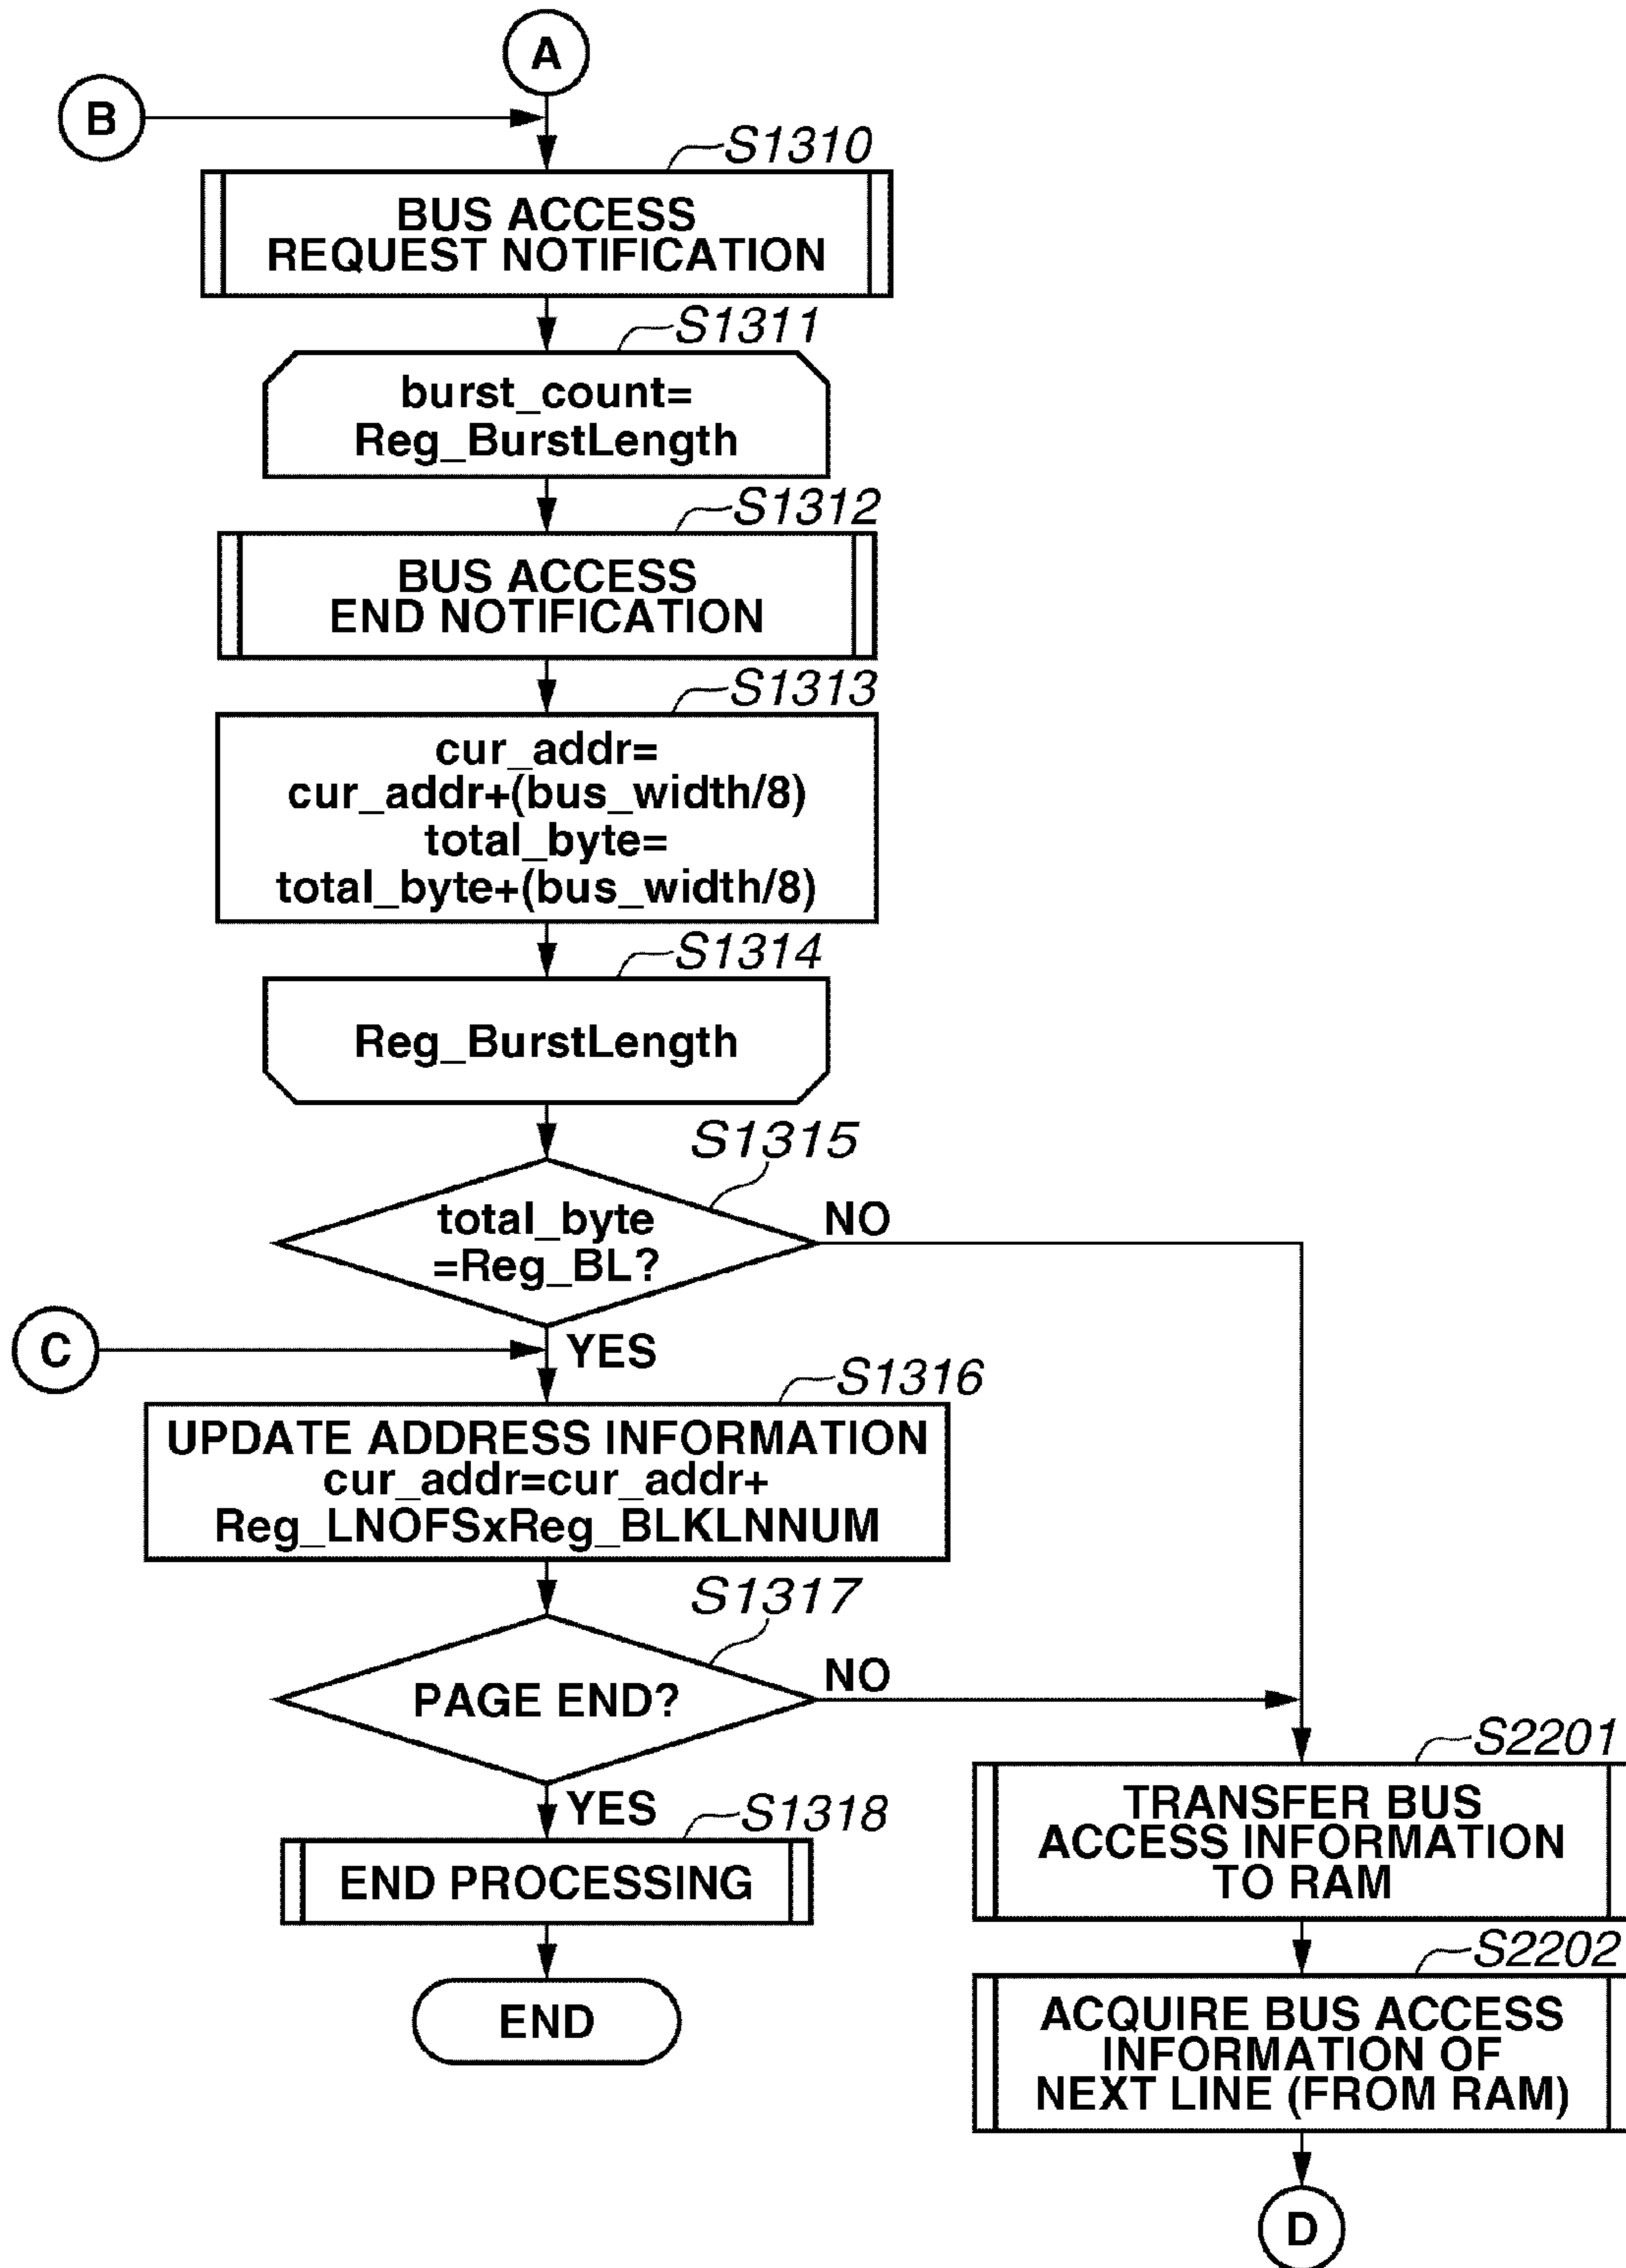 A
B
S1310
BUS ACCESS
REQUEST NOTIFICATION
S1311
burst_count=
Reg_BurstLength
S1312
BUS ACCESS
END NOTIFICATION
S1313
cur_addr=
cur_addr+(bus_width/8)
total_byte=
total_byte+(bus_width/8)
S1314
Reg_BurstLength
S1315
total_byte
=Reg_BL?
NO
C
YES
S1316
UPDATE ADDRESS INFORMATION
cur_addr=cur_addr+
Reg_LNOFSxReg_BLKLNNUM
S1317
PAGE END?
NO
YES
S1318
END PROCESSING
END
S2201
TRANSFER BUS
ACCESS INFORMATION
TO RAM
S2202
ACQUIRE BUS ACCESS
INFORMATION OF
NEXT LINE (FROM RAM)
D